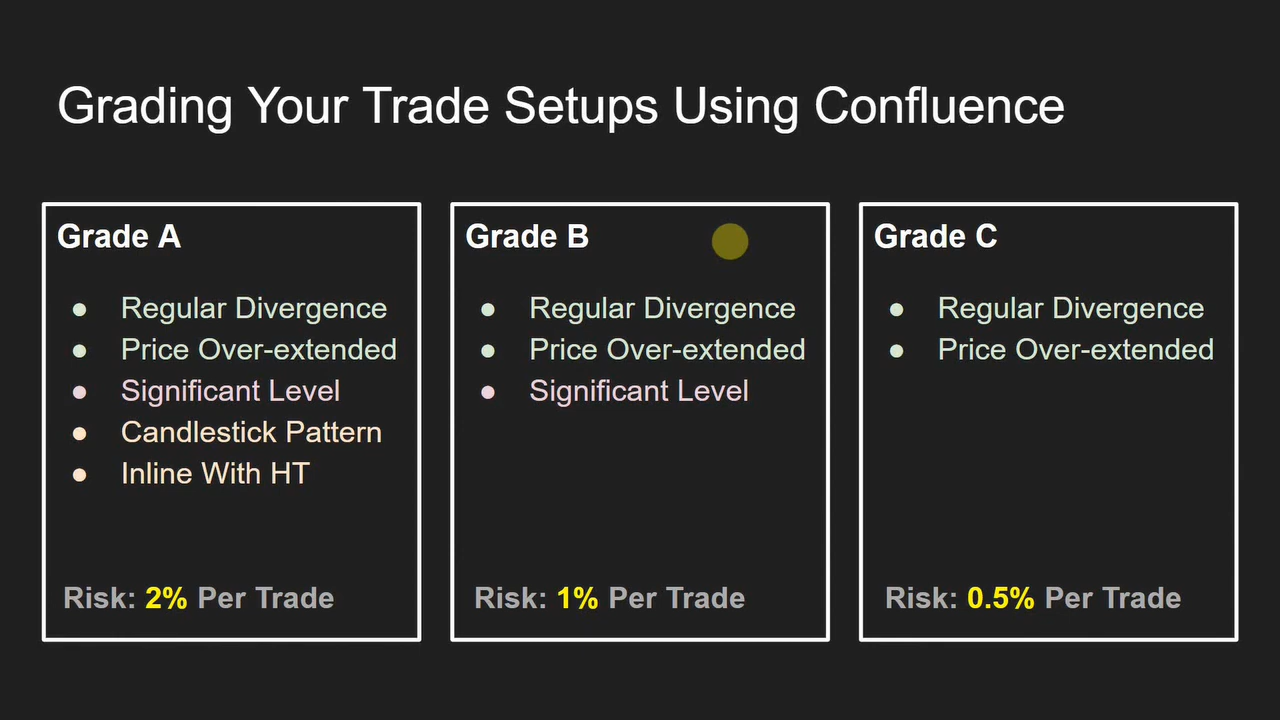 Grading Your Trade Setups Using Confluence
Grade A
● Regular Divergence
● Price Over-extended
● Significant Level
● Candlestick Pattern
● Inline With HT
Risk: 2% Per Trade
Grade B
● Regular Divergence
● Price Over-extended
● Significant Level
Risk: 1% Per Trade
Grade C
● Regular Divergence
● Price Over-extended
Risk: 0.5% Per Trade